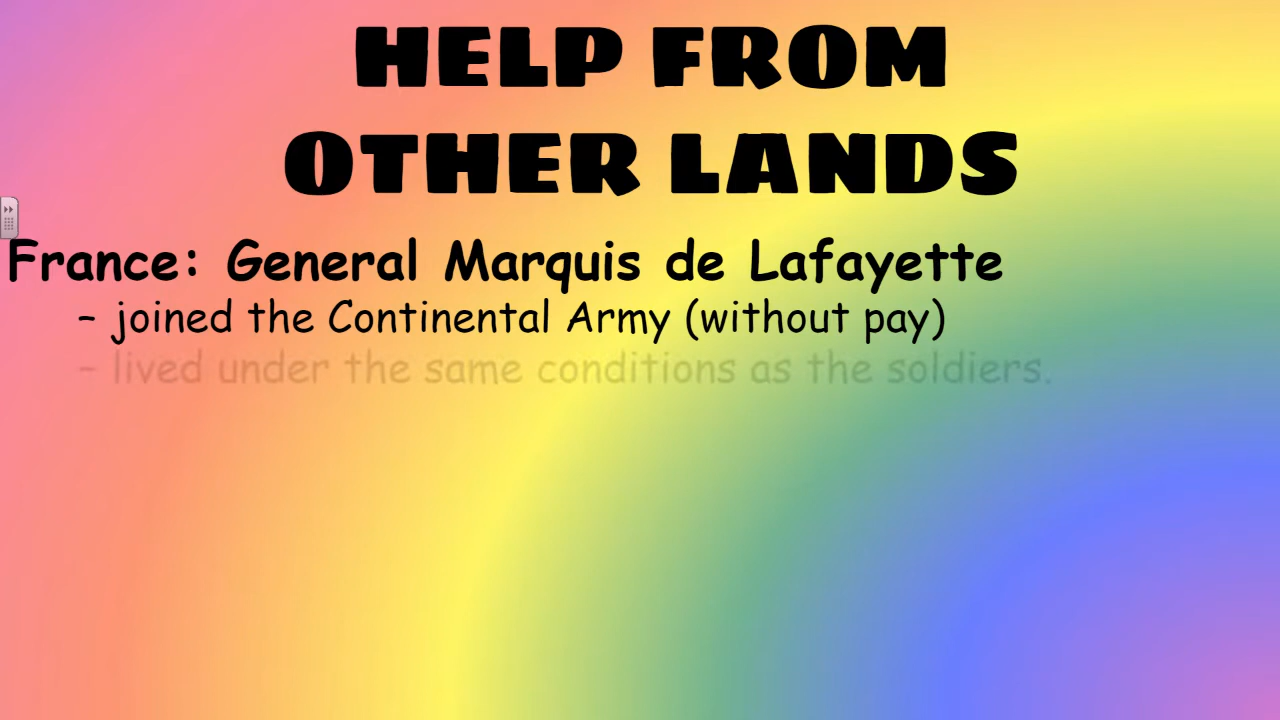 HELP FROM
OTHER LANDS
France: General Marquis de Lafayette
– joined the Continental Army (without pay)
– lived under the same conditions as the soldiers.